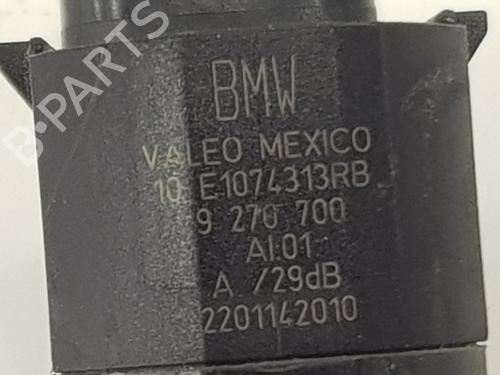 B-PARTS
BMW
VALEO MEXICO
10 E1074313RB
9 270 700
AI.01
A /29dB
2201142010